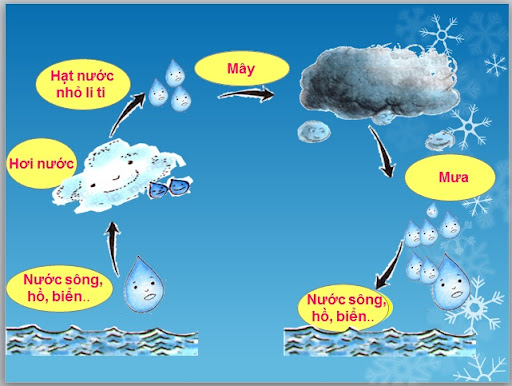 Hạt nước
nhỏ li ti
Mây
Hơi nước
Mưa
Nước sông,
hồ, biển..
Nước sông,
hồ, biển..